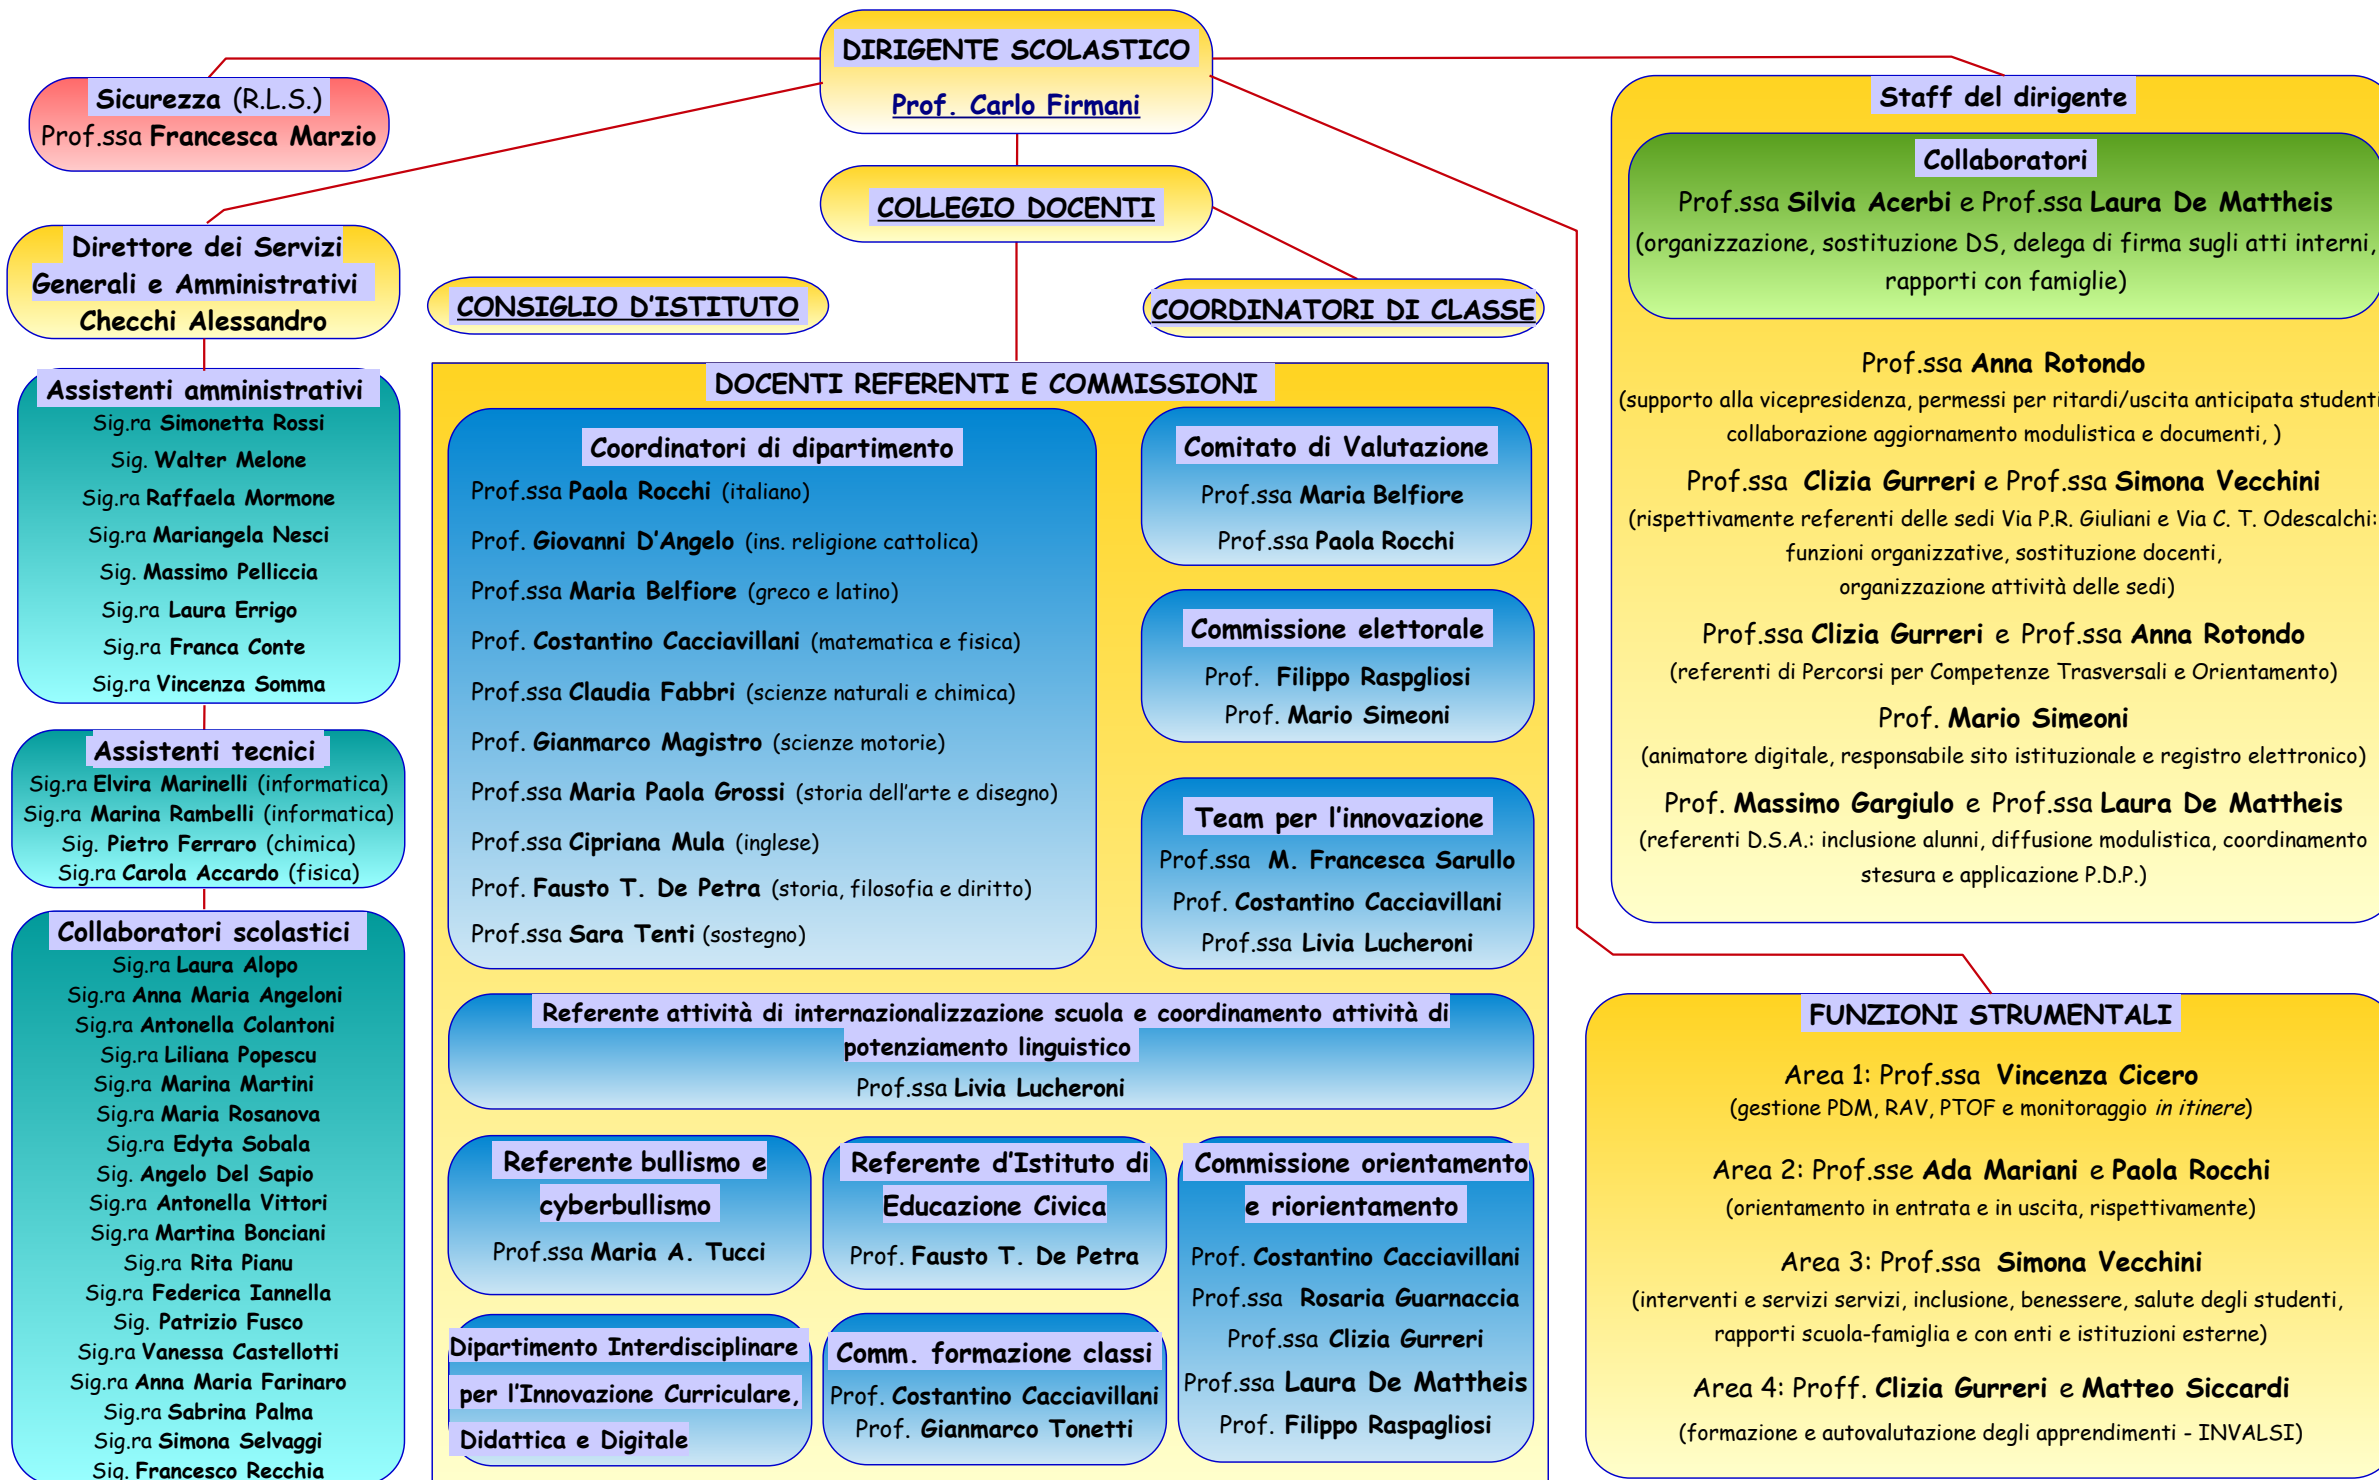 DIRIGENTE SCOLASTICO
Prof. Carlo Firmani
Sicurezza (R.L.S.)
Prof.ssa Francesca Marzio
COLLEGIO DOCENTI
Direttore dei Servizi
Generali e Amministrativi
Checchi Alessandro
CONSIGLIO D'ISTITUTO
COORDINATORI DI CLASSE
Assistenti amministrativi
Sig.ra Simonetta Rossi
Sig. Walter Melone
Sig.ra Raffaela Mormone
Sig.ra Mariangela Nesci
Sig. Massimo Pelliccia
Sig.ra Laura Errigo
Sig.ra Franca Conte
Sig.ra Vincenza Somma
Assistenti tecnici
Sig.ra Elvira Marinelli (informatica)
Sig.ra Marina Rambelli (informatica)
Sig. Pietro Ferraro (chimica)
Sig.ra Carola Accardo (fisica)
Collaboratori scolastici
Sig.ra Laura Alopo
Sig.ra Anna Maria Angeloni
Sig.ra Antonella Colantoni
Sig.ra Liliana Popescu
Sig.ra Marina Martini
Sig.ra Maria Rosanova
Sig.ra Edyta Sobala
Sig. Angelo Del Sapio
Sig.ra Antonella Vittori
Sig.ra Martina Bonciani
Sig.ra Rita Pianu
Sig.ra Federica Iannella
Sig. Patrizio Fusco
Sig.ra Vanessa Castellotti
Sig.ra Anna Maria Farinaro
Sig.ra Sabrina Palma
Sig.ra Simona Selvaggi
Sig. Francesco Recchia
DOCENTI REFERENTI E COMMISSIONI
Coordinatori di dipartimento
Prof.ssa Paola Rocchi (italiano)
Prof. Giovanni D'Angelo (ins. religione cattolica)
Prof.ssa Maria Belfiore (greco e latino)
Prof. Costantino Cacciavillani (matematica e fisica)
Prof.ssa Claudia Fabbri (scienze naturali e chimica)
Prof. Gianmarco Magistro (scienze motorie)
Prof.ssa Maria Paola Grossi (storia dell'arte e disegno)
Prof.ssa Cipriana Mula (inglese)
Prof. Fausto T. De Petra (storia, filosofia e diritto)
Prof.ssa Sara Tenti (sostegno)
Comitato di Valutazione
Prof.ssa Maria Belfiore
Prof.ssa Paola Rocchi
Commissione elettorale
Prof. Filippo Raspgliosi
Prof. Mario Simeoni
Team per l'innovazione
Prof.ssa M. Francesca Sarullo
Prof. Costantino Cacciavillani
Prof.ssa Livia Lucheroni
Referente attività di internazionalizzazione scuola e coordinamento attività di
potenziamento linguistico
Prof.ssa Livia Lucheroni
Referente bullismo e
cyberbullismo
Prof.ssa Maria A. Tucci
Referente d'Istituto di
Educazione Civica
Prof. Fausto T. De Petra
Commissione orientamento
e riorientamento
Prof. Costantino Cacciavillani
Prof.ssa Rosaria Guarnaccia
Prof.ssa Clizia Gurreri
Prof.ssa Laura De Mattheis
Prof. Filippo Raspagliosi
Dipartimento Interdisciplinare
per l'Innovazione Curriculare,
Didattica e Digitale
Comm. formazione classi
Prof. Costantino Cacciavillani
Prof. Gianmarco Tonetti
Staff del dirigente
Collaboratori
Prof.ssa Silvia Acerbi e Prof.ssa Laura De Mattheis
(organizzazione, sostituzione DS, delega di firma sugli atti interni,
rapporti con famiglie)
Prof.ssa Anna Rotondo
(supporto alla vicepresidenza, permessi per ritardi/uscita anticipata studenti
collaborazione aggiornamento modulistica e documenti, )
Prof.ssa Clizia Gurreri e Prof.ssa Simona Vecchini
(rispettivamente referenti delle sedi Via P.R. Giuliani e Via C. T. Odescalchi:
funzioni organizzative, sostituzione docenti,
organizzazione attività delle sedi)
Prof.ssa Clizia Gurreri e Prof.ssa Anna Rotondo
(referenti di Percorsi per Competenze Trasversali e Orientamento)
Prof. Mario Simeoni
(animatore digitale, responsabile sito istituzionale e registro elettronico)
Prof. Massimo Gargiulo e Prof.ssa Laura De Mattheis
(referenti D.S.A.: inclusione alunni, diffusione modulistica, coordinamento
stesura e applicazione P.D.P.)
FUNZIONI STRUMENTALI
Area 1: Prof.ssa Vincenza Cicero
(gestione PDM, RAV, PTOF e monitoraggio in itinere)
Area 2: Prof.sse Ada Mariani e Paola Rocchi
(orientamento in entrata e in uscita, rispettivamente)
Area 3: Prof.ssa Simona Vecchini
(interventi e servizi servizi, inclusione, benessere, salute degli studenti,
rapporti scuola-famiglia e con enti e istituzioni esterne)
Area 4: Proff. Clizia Gurreri e Matteo Siccardi
(formazione e autovalutazione degli apprendimenti - INVALSI)